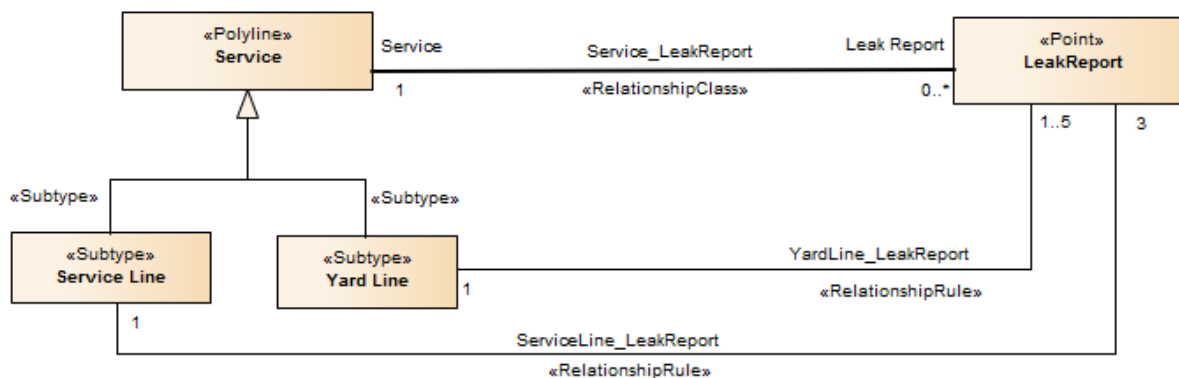 «Polyline»
Service
Service
Service_LeakReport
Leak Report
«Point»
LeakReport
1
«RelationshipClass»
0..*
1..5
3
«Subtype»
«Subtype»
«Subtype»
Service Line
«Subtype»
Yard Line
YardLine_LeakReport
1
«RelationshipRule»
1
ServiceLine_LeakReport
«RelationshipRule»